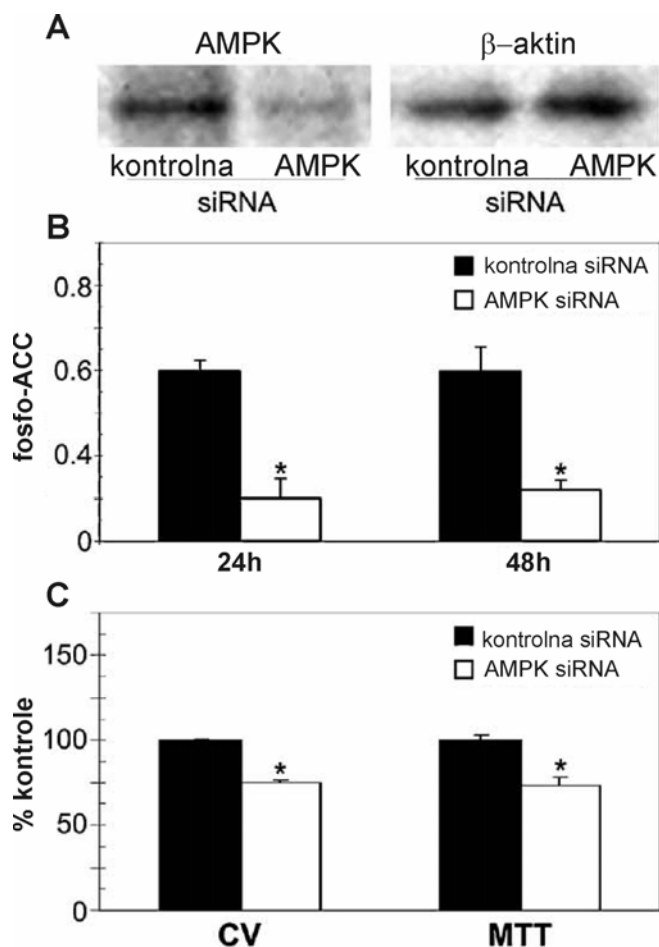 A
AMPK β–aktin
kontrolna AMPK kontrolna AMPK
siRNA siRNA
B
kontrolna siRNA
AMPK siRNA
fosfo-ACC
0.8
0.6
0.4
0
* *
24h 48h
C
kontrolna siRNA
AMPK siRNA
% kontrole
150
100
50
0
* *
CV MTT